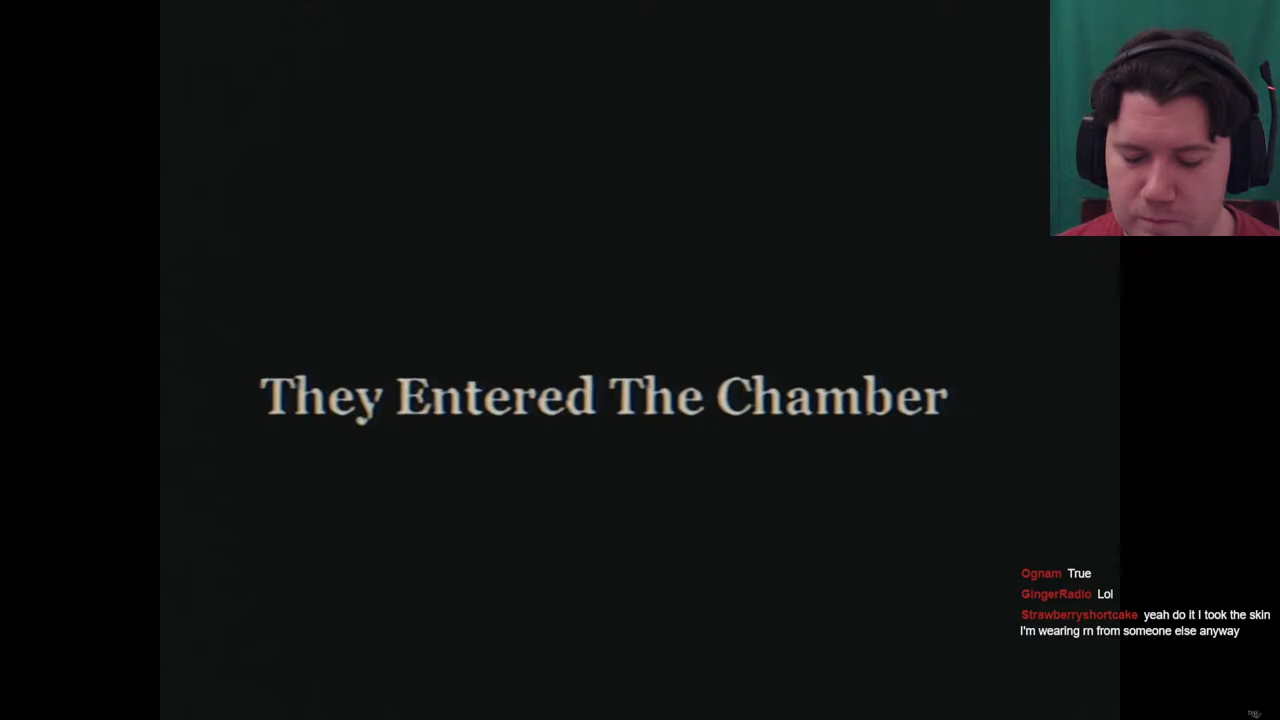 They Entered The Chamber
Ognam True
GingerRadio Lol
Strawberryshortcake yeah do it I took the skin
I'm wearing rn from someone else anyway